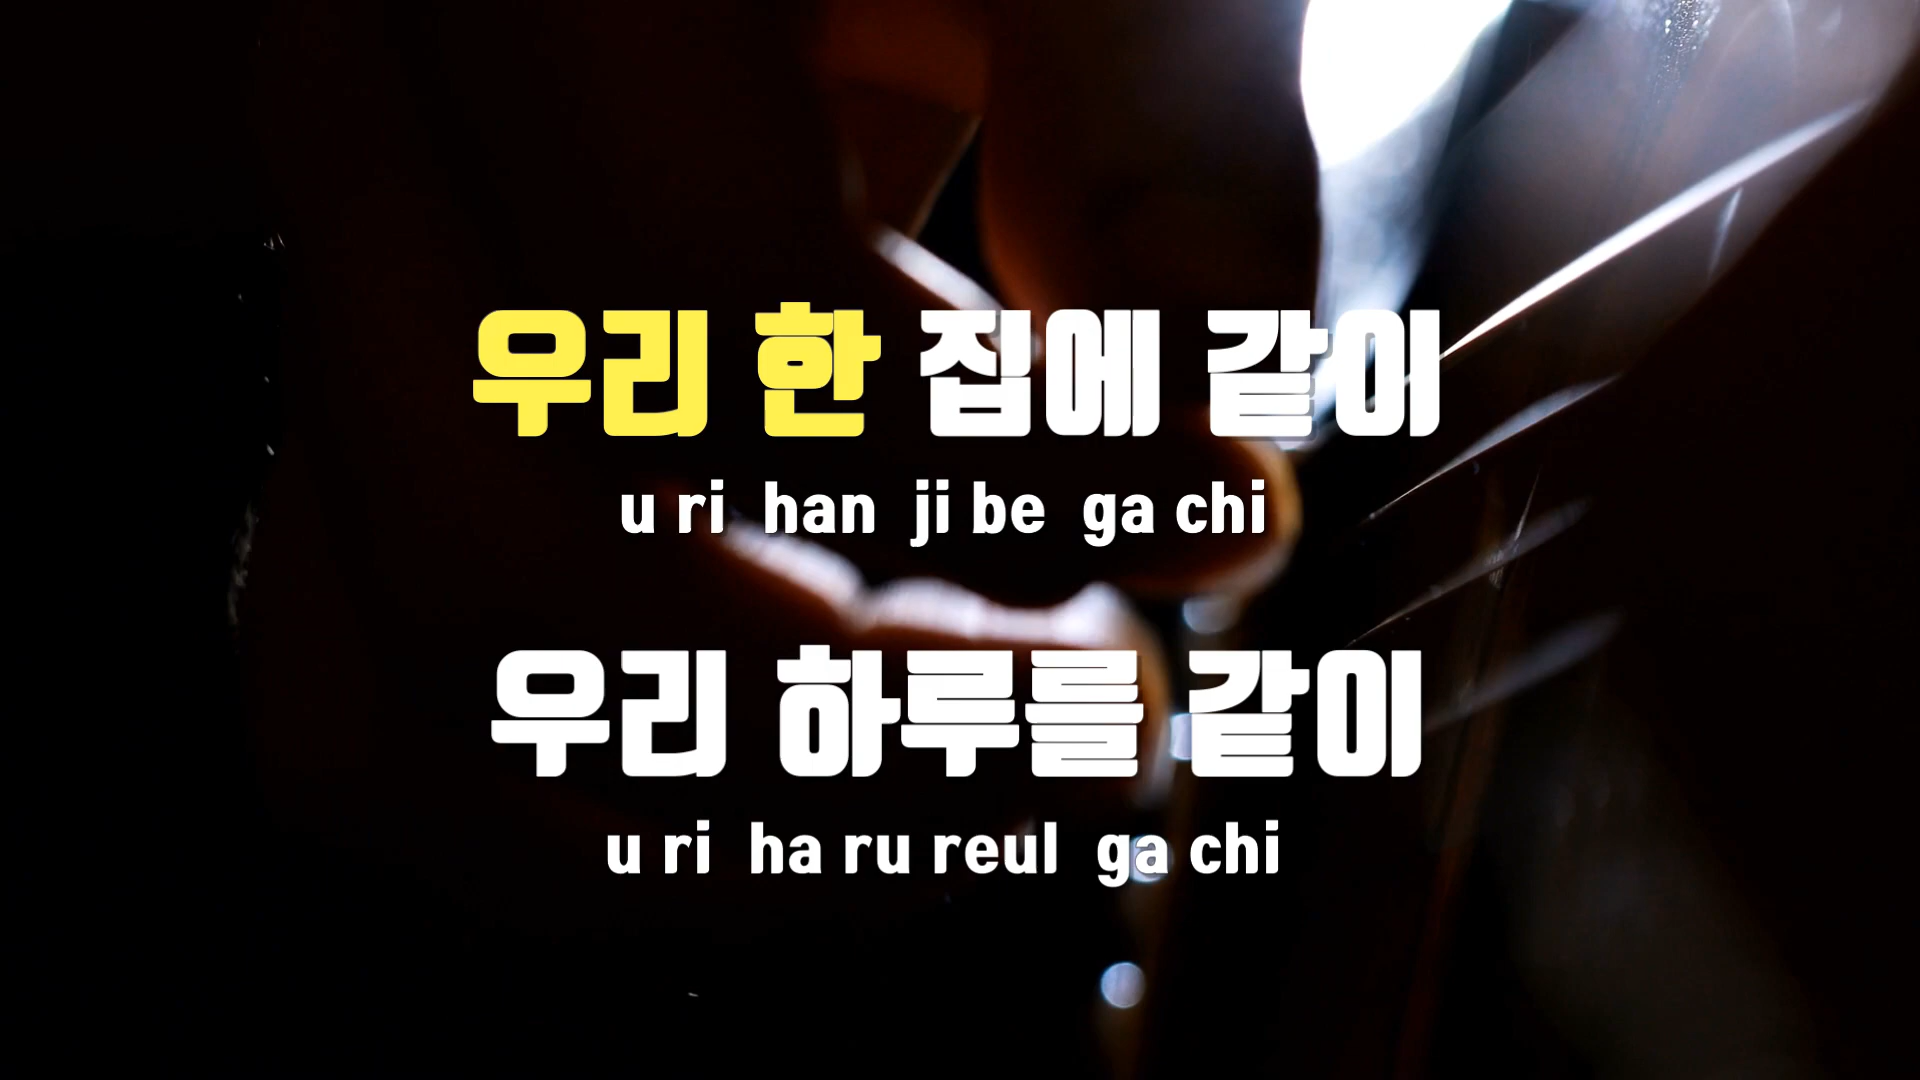 우리 한 집에 같이
u ri han ji be ga chi
우리 하루를 같이
u ri ha ru reul ga chi